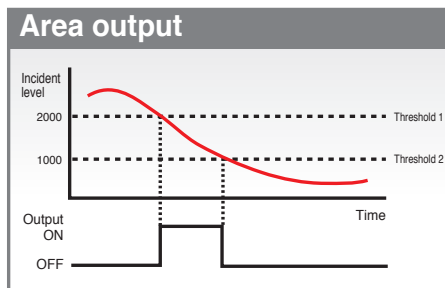 Area output
Incident
level
2000
Threshold 1
1000
Threshold 2
Time
Output
ON
OFF